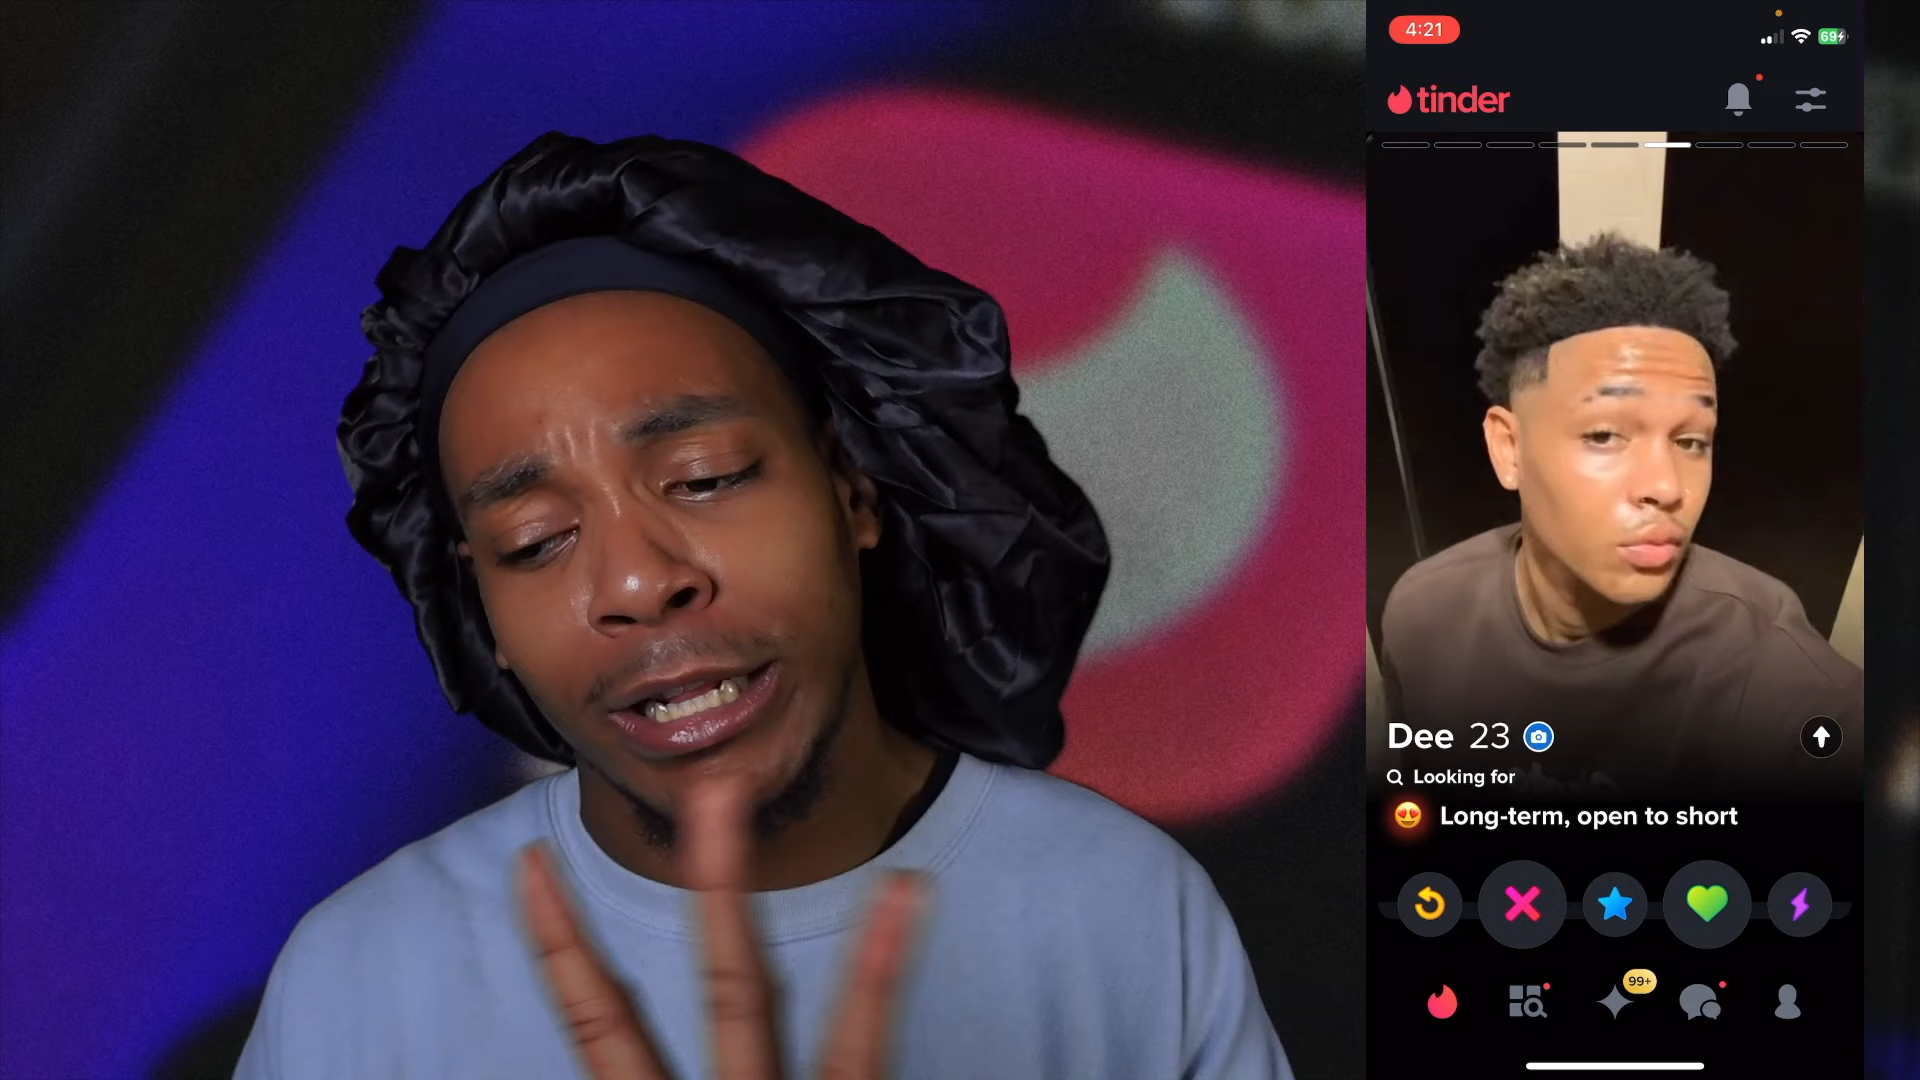 4:21
69
tinder
Dee 23
Looking for
Long-term, open to short
99+